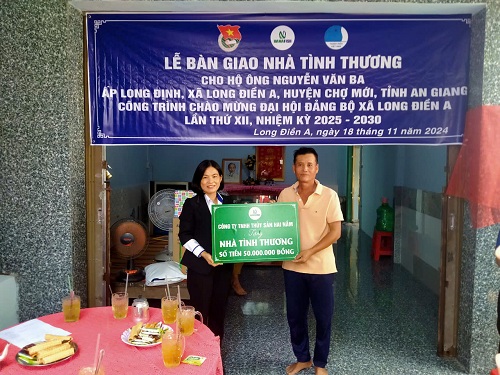 LỄ BÀN GIAO NHÀ TÌNH THƯƠNG
CHO HỘ ÔNG NGUYỄN VĂN BA
ẤP LONG ĐỊNH, XÃ LONG ĐIỀN A, HUYỆN CHỢ MỚI, TỈNH AN GIANG
CÔNG TRÌNH CHÀO MỪNG ĐẠI HỘI ĐẢNG BỘ XÃ LONG ĐIỀN A
LẦN THỨ XII, NHIỆM KỲ 2025 - 2030
Long Điền A, ngày 18 tháng 11 năm 2024
CÔNG TY TNHH THỦY SẢN HAI NẮM
Tặng
NHÀ TÌNH THƯƠNG
SỐ TIỀN 50.000.000 ĐỒNG